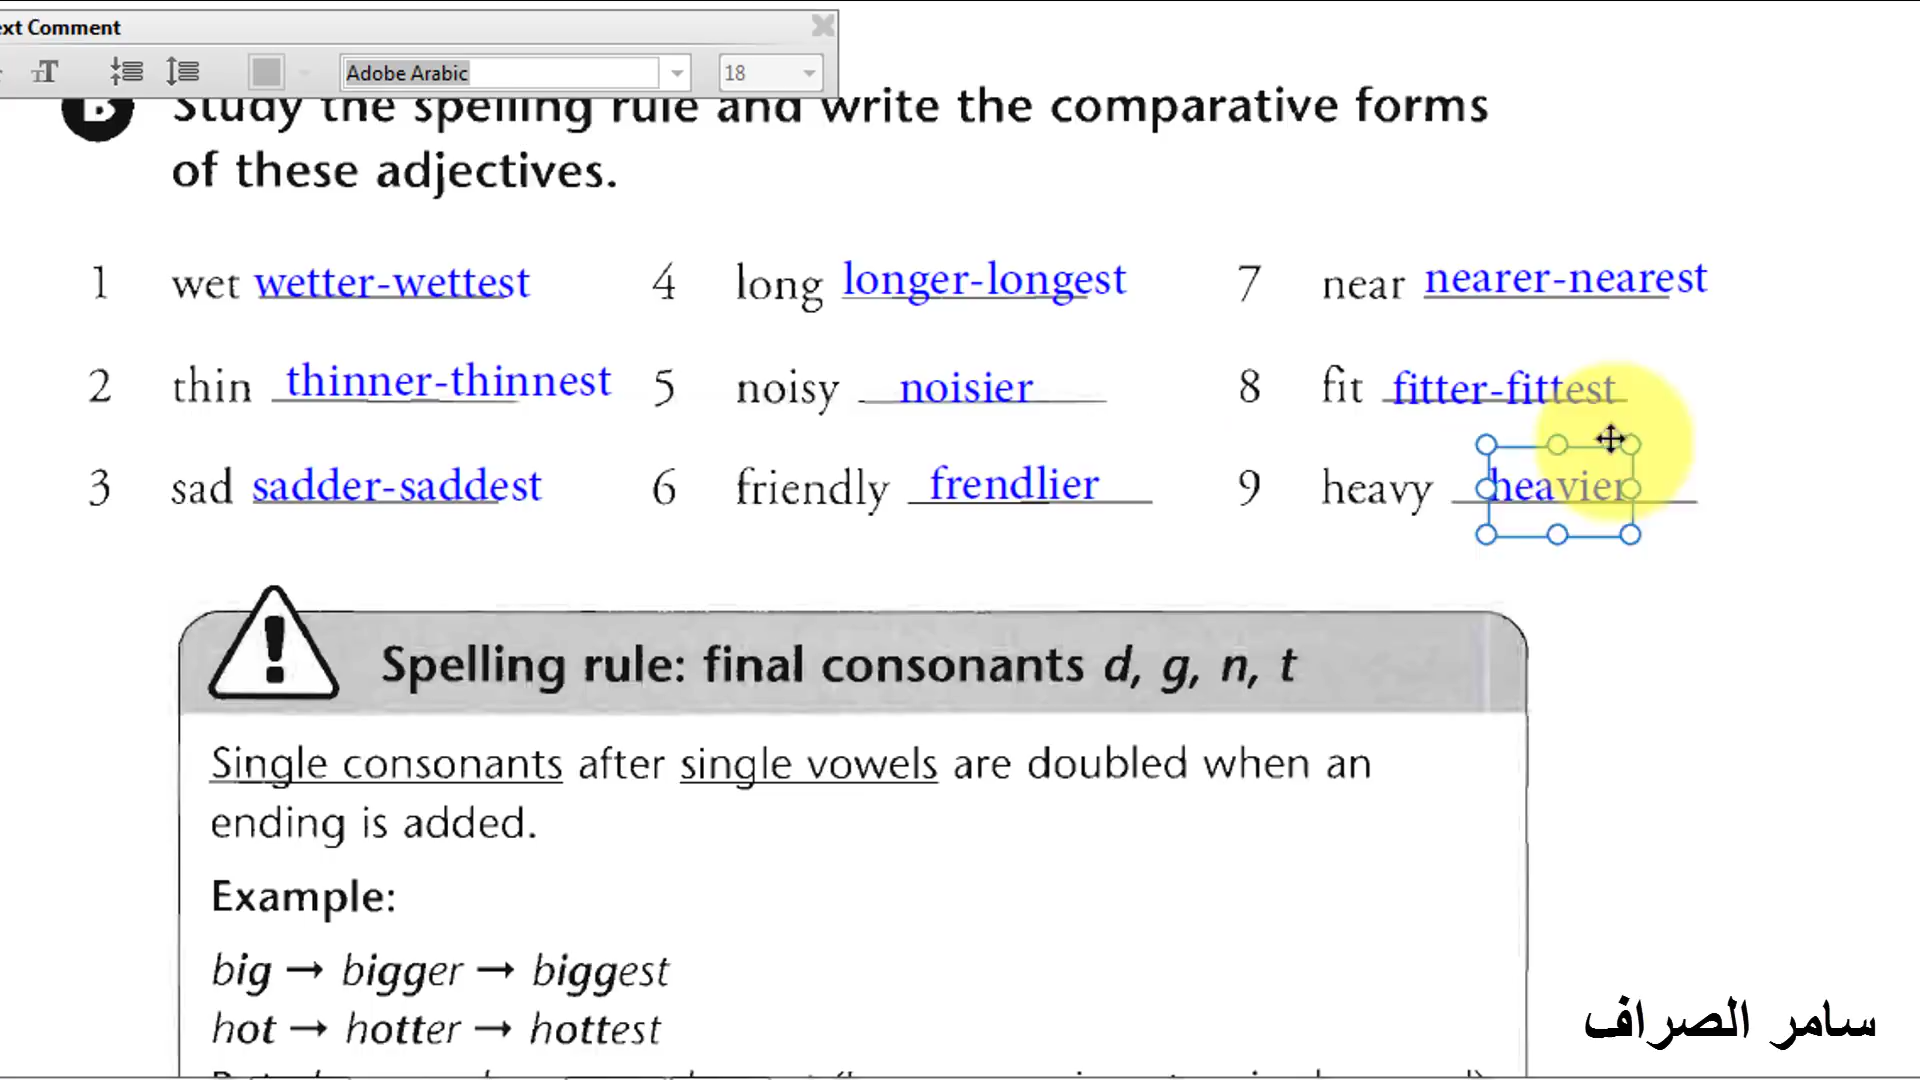 ext Comment
Adobe Arabic 18
B Study the spelling rule and write the comparative forms
of these adjectives.
1 wet wetter-wettest 4 long longer-longest 7 near nearer-nearest
2 thin thinner-thinnest 5 noisy noisier 8 fit fitter-fittest
3 sad sadder-saddest 6 friendly frendlier 9 heavy heavier
Spelling rule: final consonants d, g, n, t
Single consonants after single vowels are doubled when an
ending is added.
Example:
big → bigger → biggest
hot → hotter → hottest
سامر الصراف